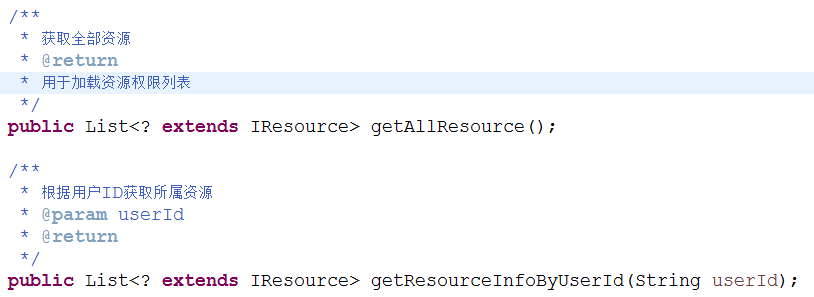 /**
 * 获取全部资源
 * @return
 * 用于加载资源权限列表
 */
public List<? extends IResource> getAllResource();
/**
 * 根据用户ID获取所属资源
 * @param userId
 * @return
 */
public List<? extends IResource> getResourceInfoByUserId(String userId);